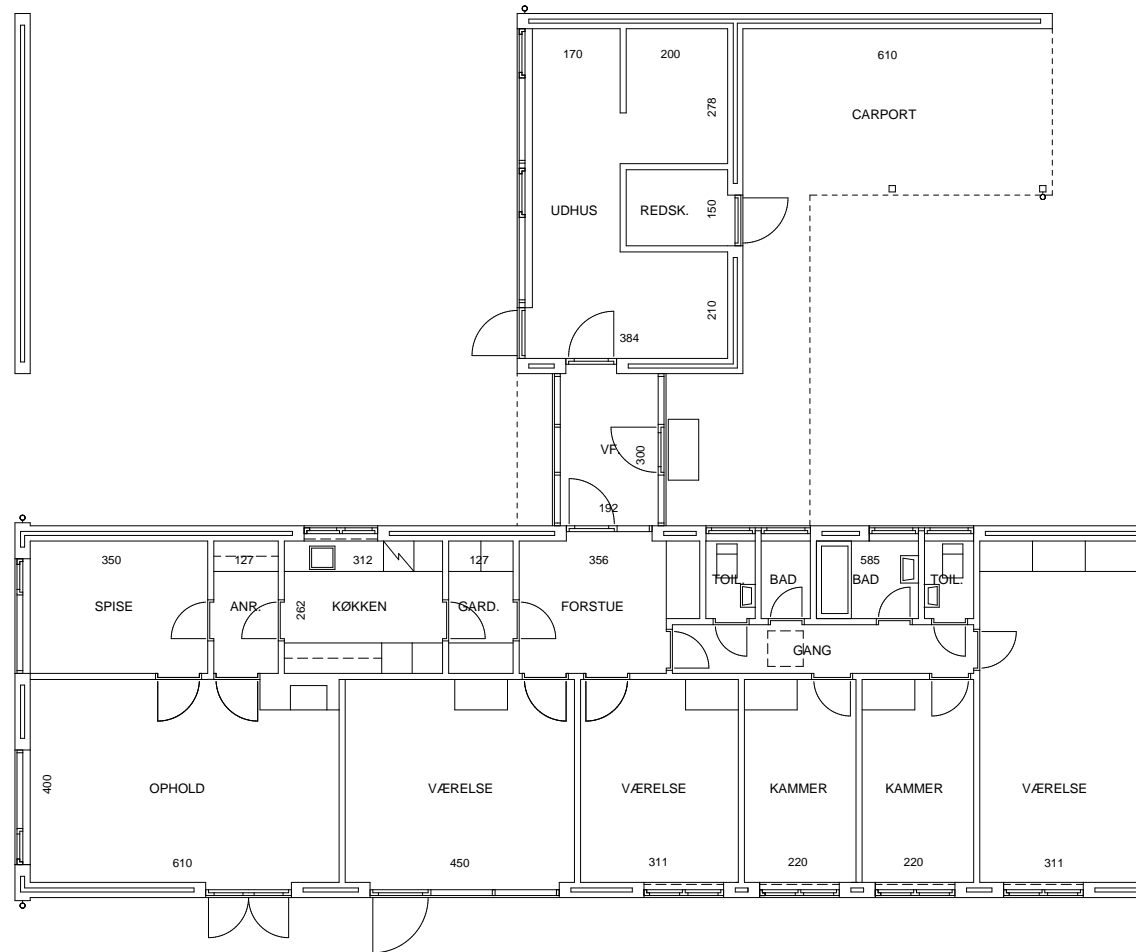 170 200 610
278
CARPORT
UDHUS REDSK. 150
210
384
VF.
300
192
350 127 312 127 356 585
TOIL. BAD BAD TOIL.
SPISE ANR. 262 KØKKEN GARD. FORSTUE
GANG
400
OPHOLD VÆRELSE VÆRELSE KAMMER KAMMER VÆRELSE
610 450 311 220 220 311